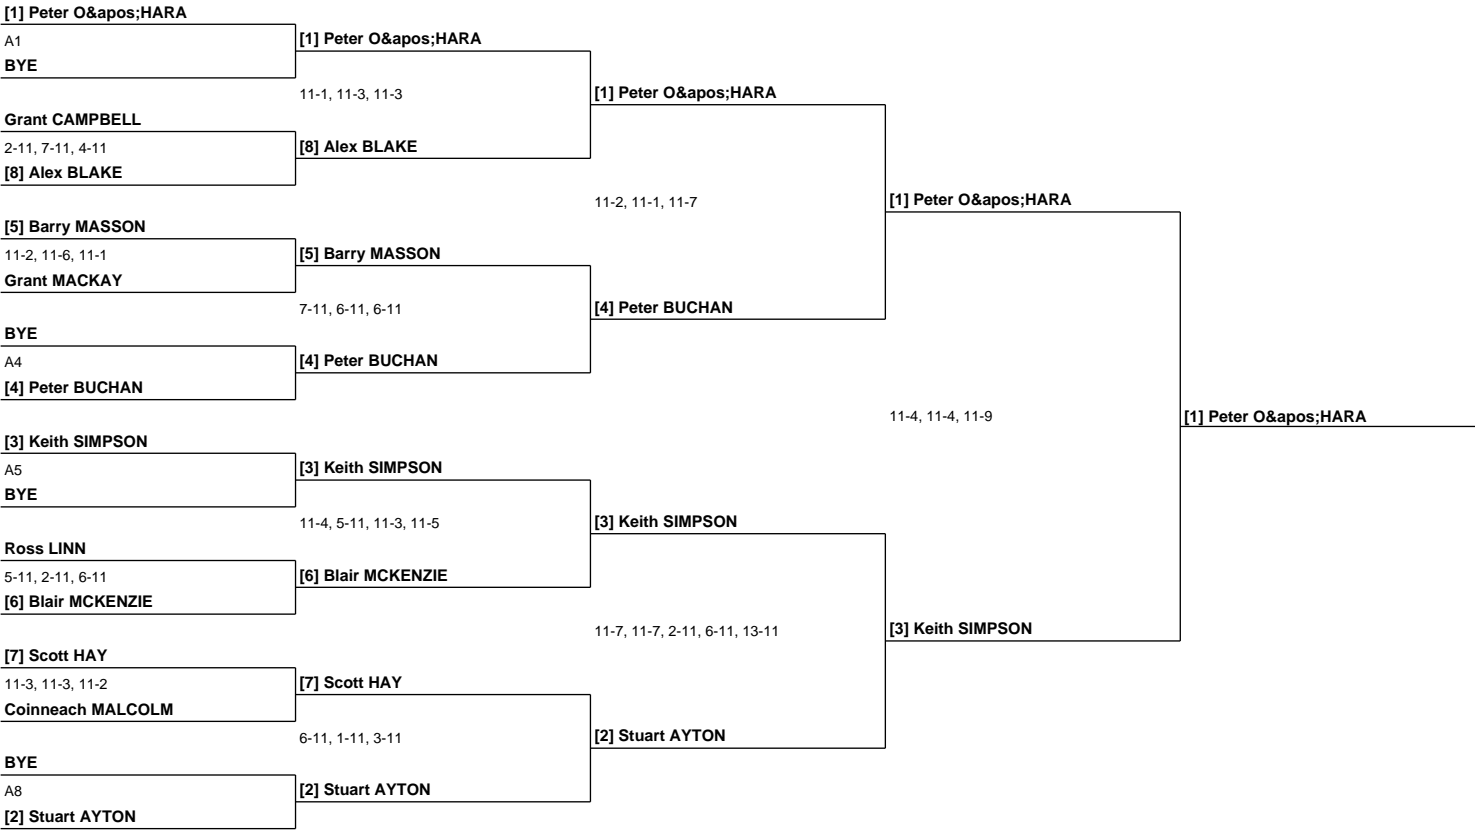 [1] Peter O&apos;HARA
A1
BYE
Grant CAMPBELL
2-11, 7-11, 4-11
[8] Alex BLAKE
[5] Barry MASSON
11-2, 11-6, 11-1
Grant MACKAY
BYE
A4
[4] Peter BUCHAN
[3] Keith SIMPSON
A5
BYE
Ross LINN
5-11, 2-11, 6-11
[6] Blair MCKENZIE
[7] Scott HAY
11-3, 11-3, 11-2
Coinneach MALCOLM
BYE
A8
[2] Stuart AYTON
[1] Peter O&apos;HARA
11-1, 11-3, 11-3
[8] Alex BLAKE
[5] Barry MASSON
7-11, 6-11, 6-11
[4] Peter BUCHAN
[3] Keith SIMPSON
11-4, 5-11, 11-3, 11-5
[6] Blair MCKENZIE
[7] Scott HAY
6-11, 1-11, 3-11
[2] Stuart AYTON
[1] Peter O&apos;HARA
11-2, 11-1, 11-7
[4] Peter BUCHAN
[3] Keith SIMPSON
11-7, 11-7, 2-11, 6-11, 13-11
[2] Stuart AYTON
[1] Peter O&apos;HARA
11-4, 11-4, 11-9
[3] Keith SIMPSON
[1] Peter O&apos;HARA